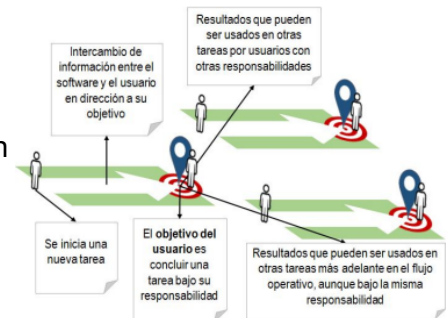 Resultados que pueden
ser usados en otras
tareas por usuarios con
otras responsabilidades
Intercambio de
información entre el
software y el usuario
en dirección a su
objetivo
n
Se inicia una
nueva tarea
El objetivo del
usuario es
concluir una
tarea bajo su
responsabilidad
Resultados que pueden ser usados en
otras tareas más adelante en el flujo
operativo, aunque bajo la misma
responsabilidad